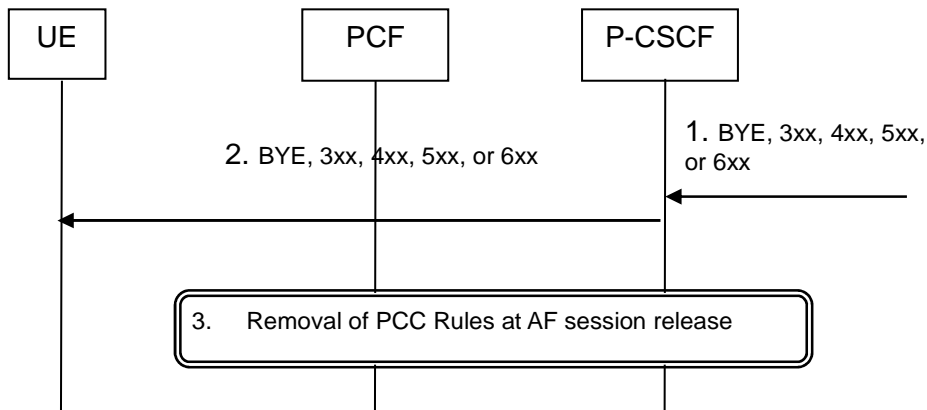 UE
PCF
P-CSCF
1. BYE, 3xx, 4xx, 5xx,
or 6xx
2. BYE, 3xx, 4xx, 5xx, or 6xx
3. Removal of PCC Rules at AF session release